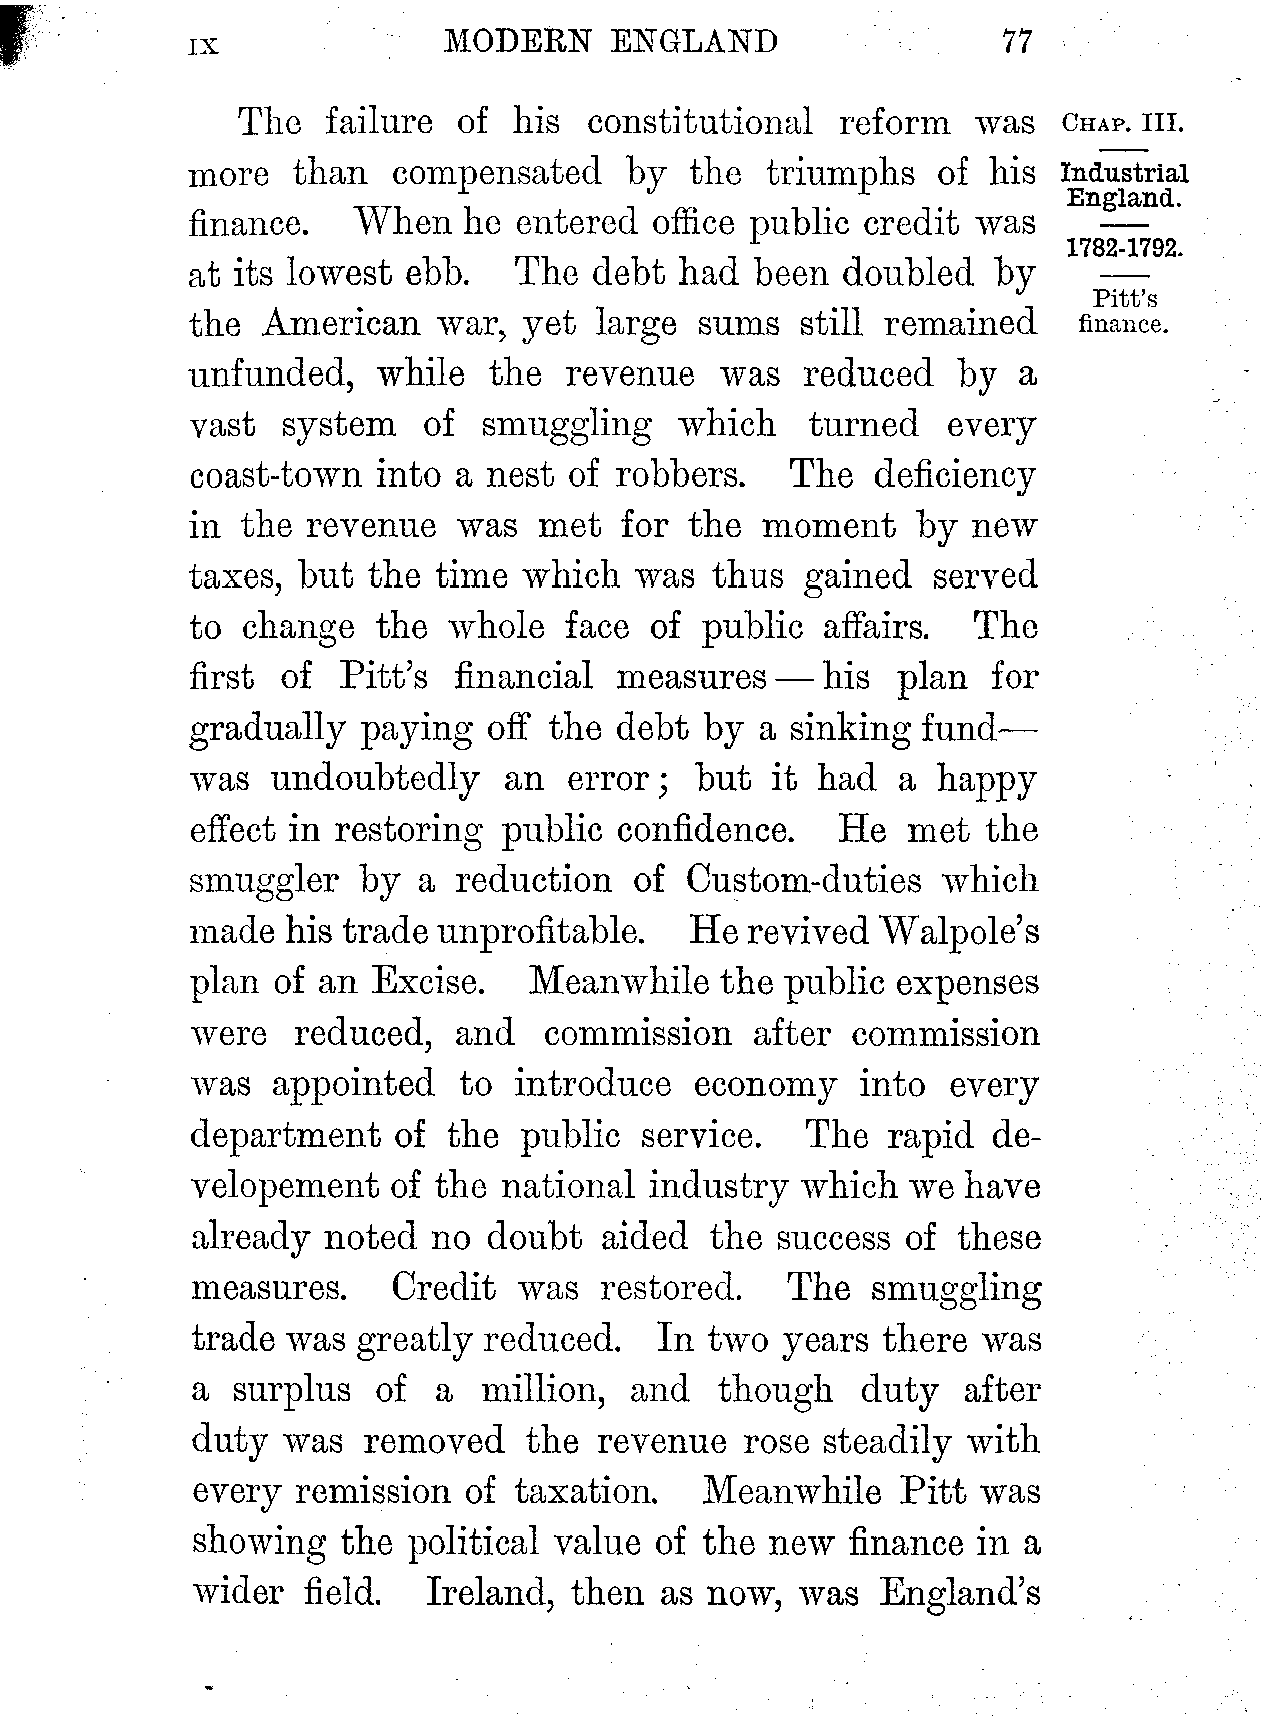 IX MODERN ENGLAND 77
The failure of his constitutional reform was
more than compensated by the triumphs of his
finance. When he entered office public credit was
at its lowest ebb. The debt had been doubled by
the American war, yet large sums still remained
unfunded, while the revenue was reduced by a
vast system of smuggling which turned every
coast-town into a nest of robbers. The deficiency
in the revenue was met for the moment by new
taxes, but the time which was thus gained served
to change the whole face of public affairs. The
first of Pitt's financial measures — his plan for
gradually paying off the debt by a sinking fund—
was undoubtedly an error; but it had a happy
effect in restoring public confidence. He met the
smuggler by a reduction of Custom-duties which
made his trade unprofitable. He revived Walpole's
plan of an Excise. Meanwhile the public expenses
were reduced, and commission after commission
was appointed to introduce economy into every
department of the public service. The rapid de-
velopement of the national industry which we have
already noted no doubt aided the success of these
measures. Credit was restored. The smuggling
trade was greatly reduced. In two years there was
a surplus of a million, and though duty after
duty was removed the revenue rose steadily with
every remission of taxation. Meanwhile Pitt was
showing the political value of the new finance in a
wider field. Ireland, then as now, was England's
CHAP. III.
Industrial
England.
1782-1792.
Pitt's
finance.